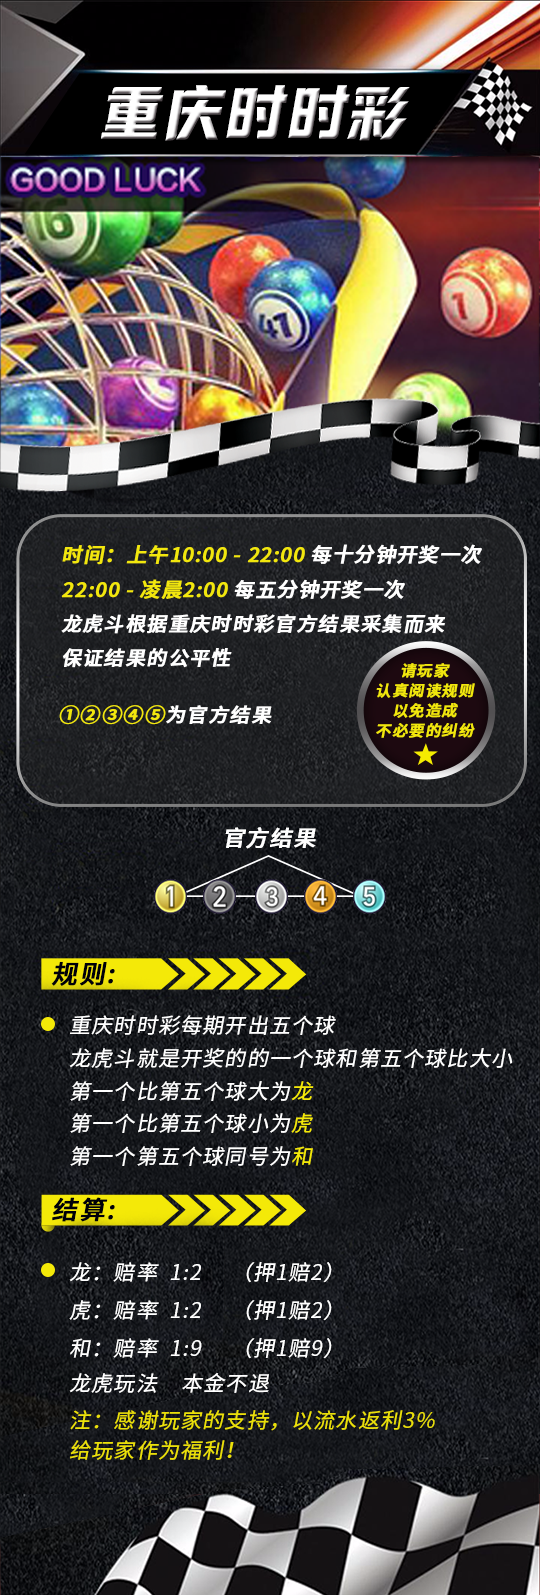 重庆时时彩
GOOD LUCK
16
41
1
时间：上午10:00 - 22:00 每十分钟开奖一次
22:00 - 凌晨2:00 每五分钟开奖一次
龙虎斗根据重庆时时彩官方结果采集而来
保证结果的公平性
①②③④⑤为官方结果
请玩家
认真阅读规则
以免造成
不必要的纠纷
官方结果
1 2 3 4 5
规则:
重庆时时彩每期开出五个球
龙虎斗就是开奖的的一个球和第五个球比大小
第一个比第五个球大为龙
第一个比第五个球小为虎
第一个第五个球同号为和
结算:
龙：赔率 1:2 （押1赔2）
虎：赔率 1:2 （押1赔2）
和：赔率 1:9 （押1赔9）
龙虎玩法 本金不退
注：感谢玩家的支持，以流水返利3%
给玩家作为福利！